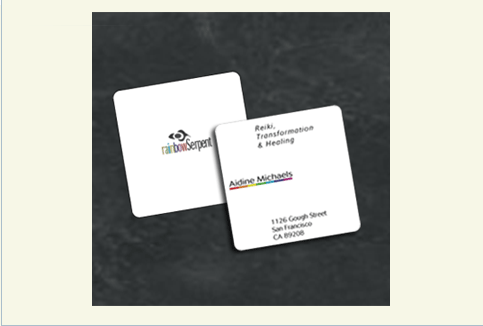 rainbowSerpent
Reiki,
Transformation
& Healing
Aidine Michaels
1126 Gough Street
San Francisco
CA 89208